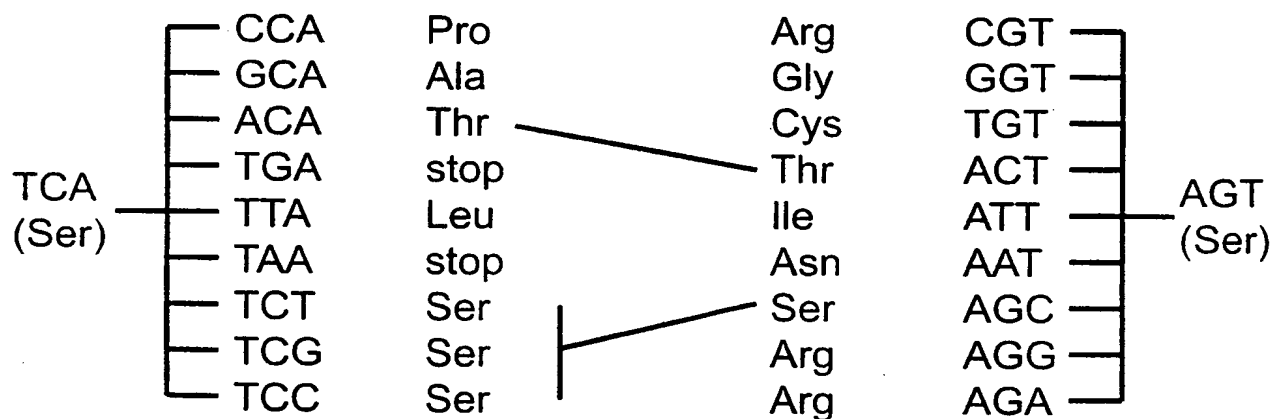 CCA Pro Arg CGT
GCA Ala Gly GGT
ACA Thr Cys TGT
TGA stop Thr ACT
TCA
(Ser)
TTA Leu Ile ATT
AGT
(Ser)
TAA stop Asn AAT
TCT Ser Ser AGC
TCG Ser Arg AGG
TCC Ser Arg AGA